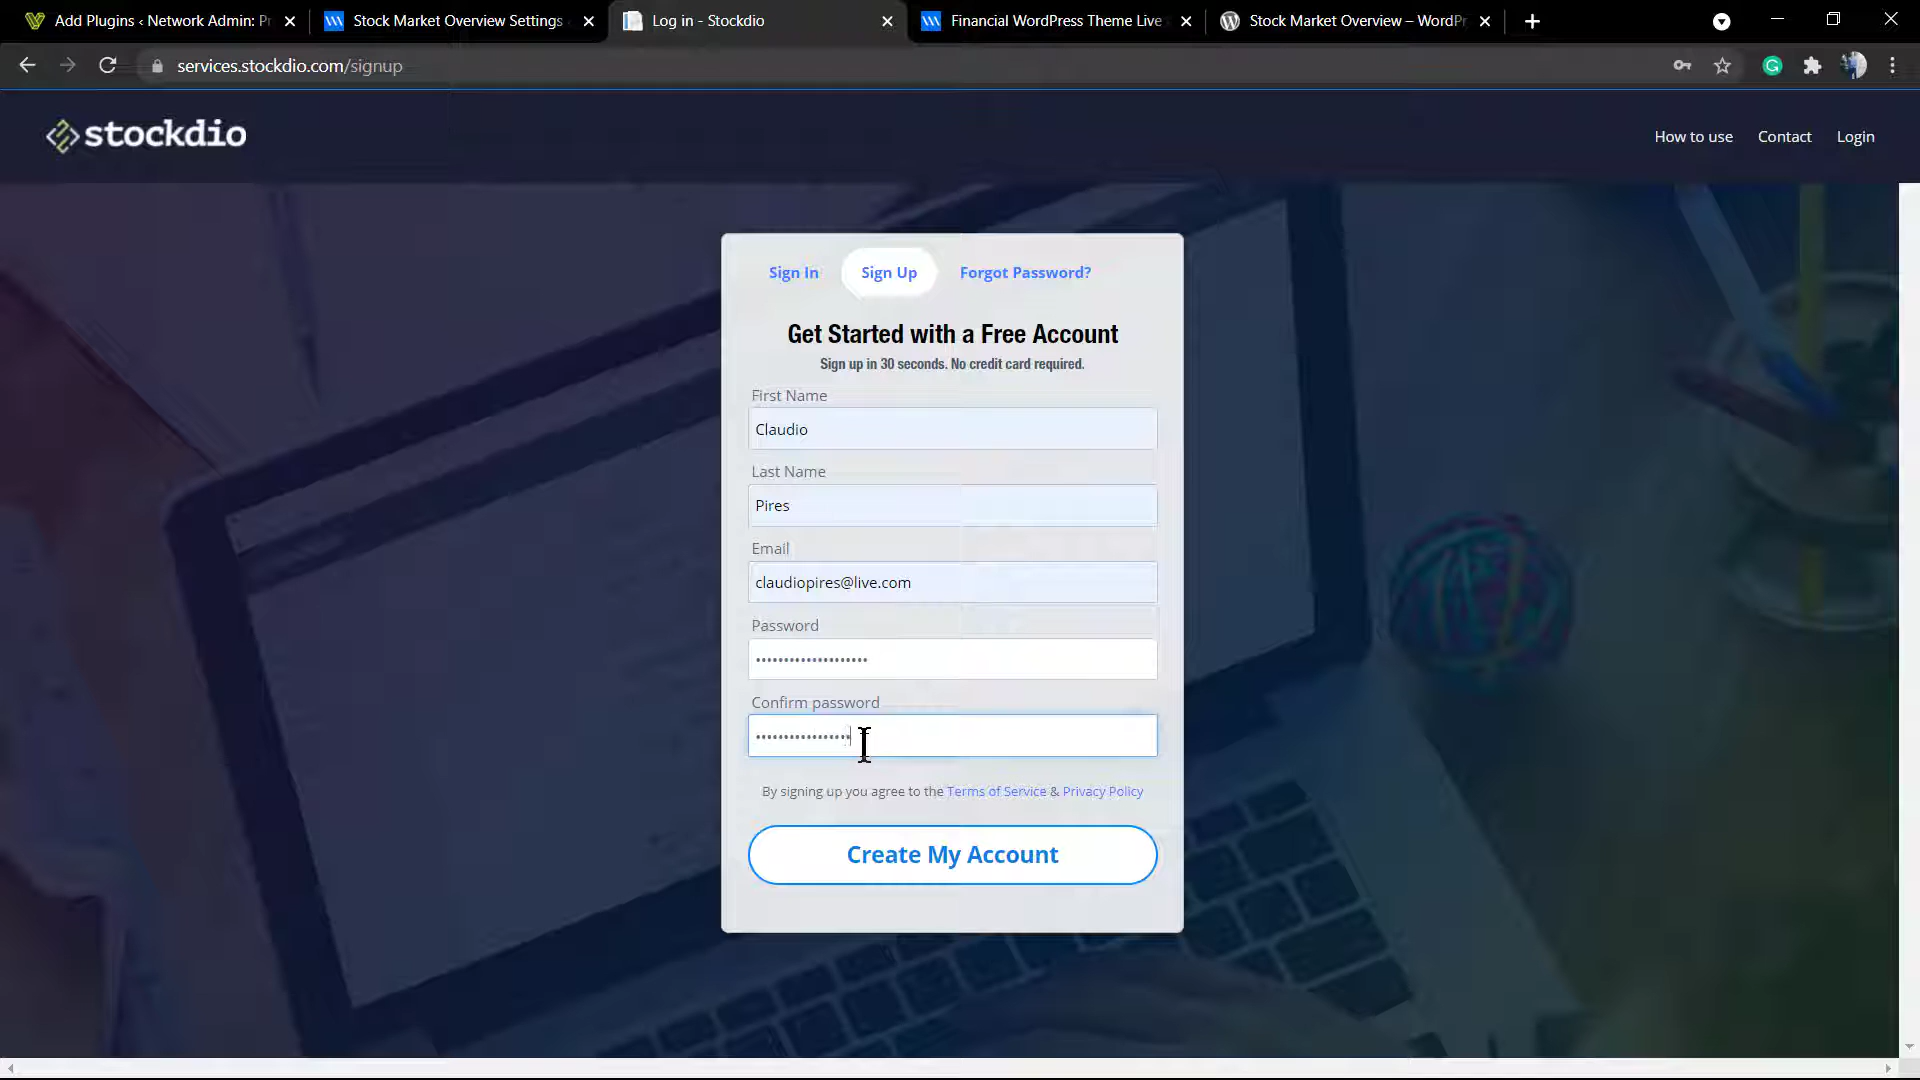 Add Plugins ‹ Network Admin: Pr
Stock Market Overview Settings
Log in - Stockdio
Financial WordPress Theme Live
Stock Market Overview – WordPr
services.stockdio.com/signup
stockdio
How to use
Contact
Login
Sign In
Sign Up
Forgot Password?
Get Started with a Free Account
Sign up in 30 seconds. No credit card required.
First Name
Claudio
Last Name
Pires
Email
claudiopires@live.com
Password
Confirm password
By signing up you agree to the Terms of Service & Privacy Policy
Create My Account